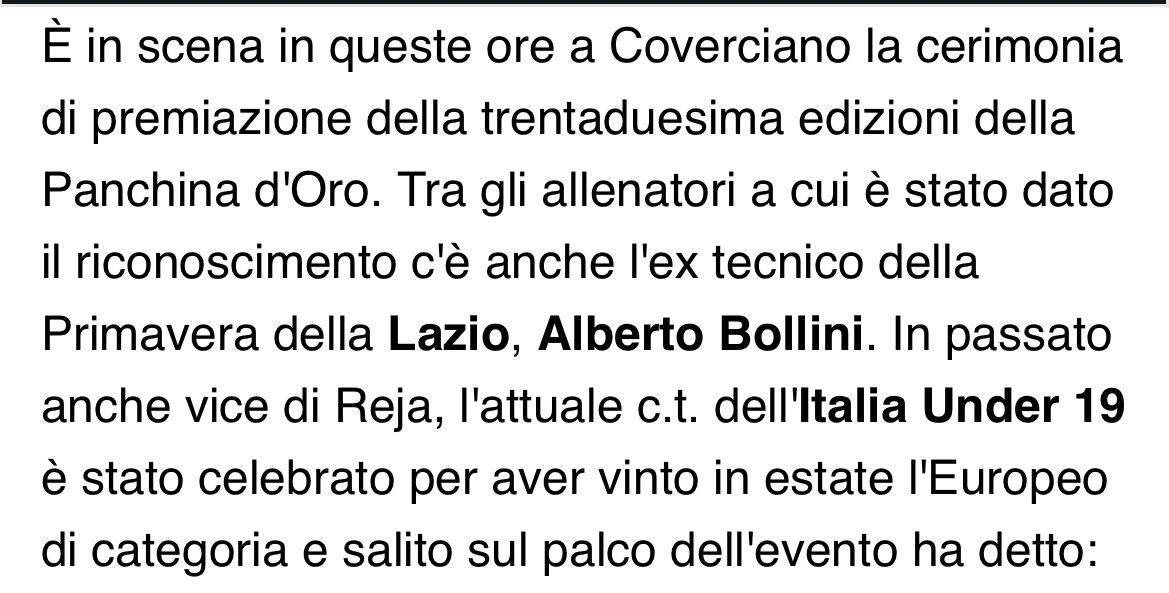 È in scena in queste ore a Coverciano la cerimonia
di premiazione della trentaduesima edizioni della
Panchina d'Oro. Tra gli allenatori a cui è stato dato
il riconoscimento c'è anche l'ex tecnico della
Primavera della Lazio, Alberto Bollini. In passato
anche vice di Reja, l'attuale c.t. dell'Italia Under 19
è stato celebrato per aver vinto in estate l'Europeo
di categoria e salito sul palco dell'evento ha detto: